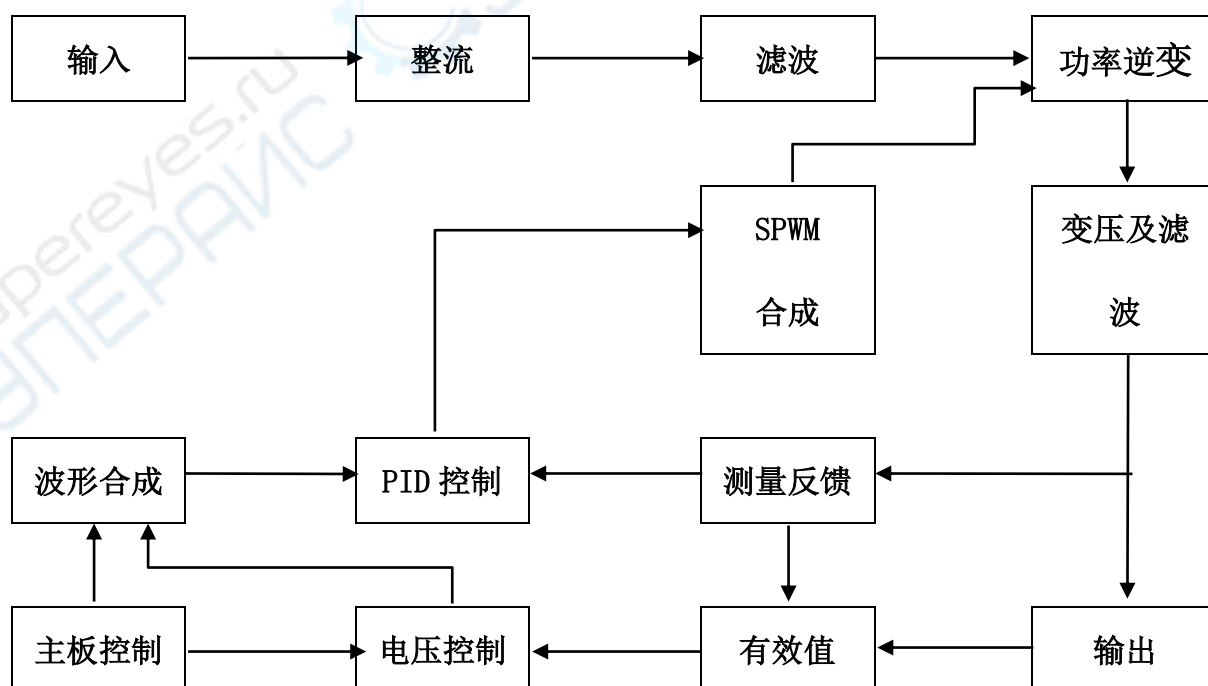 输入
整流
滤波
功率逆变
SPWM
合成
变压及滤
波
波形合成
PID 控制
测量反馈
主板控制
电压控制
有效值
输出